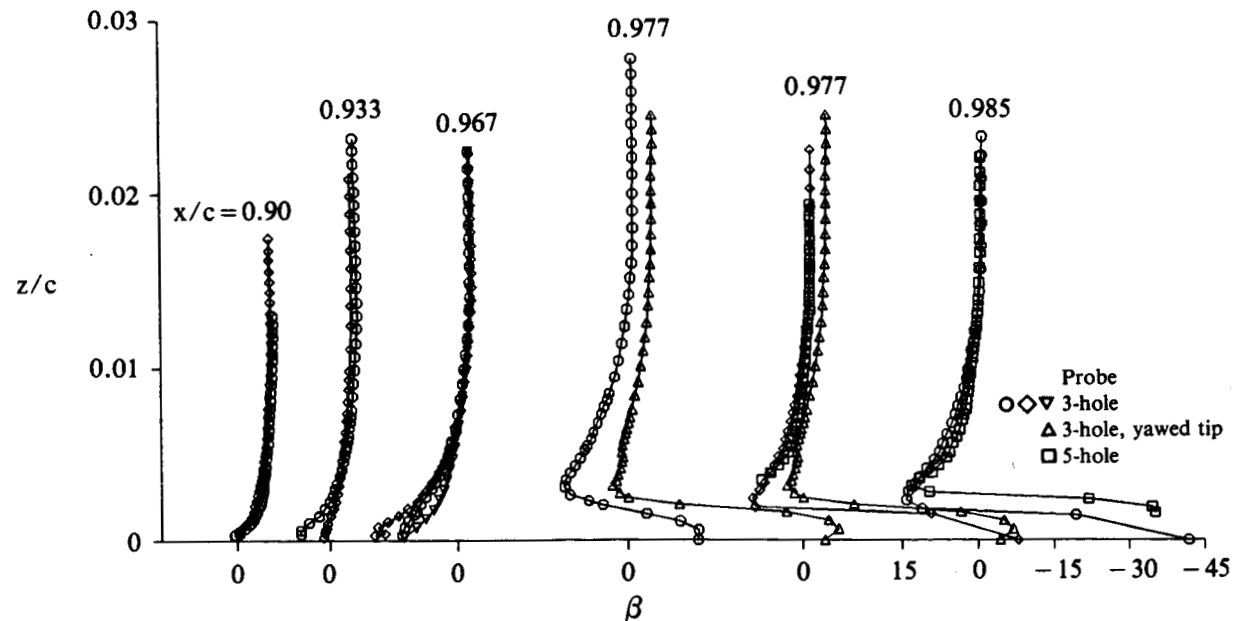 0.03
0.977
0.977
0.933
0.967
0.985
0.02
x/c=0.90
z/c
0.01
Probe
3-hole
3-hole, yawed tip
5-hole
0
0 0 0 0 0 15 0 −15 −30 −45
β